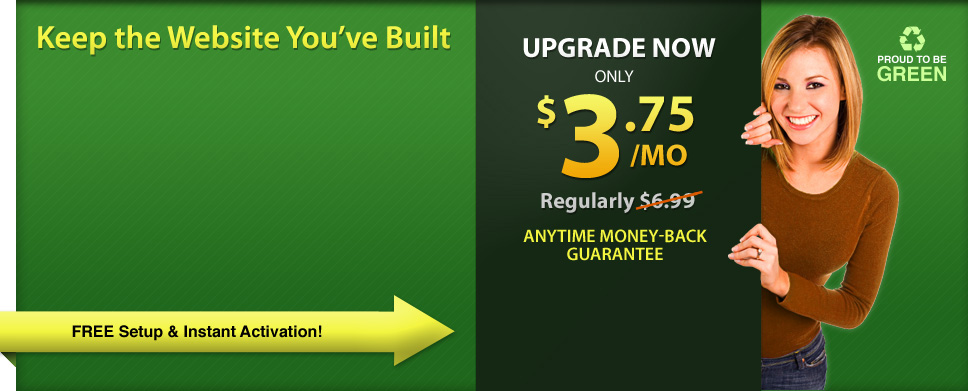 Keep the Website You've Built
UPGRADE NOW
ONLY
$3.75
/MO
Regularly $6.99
ANYTIME MONEY-BACK
GUARANTEE
PROUD TO BE
GREEN
FREE Setup & Instant Activation!